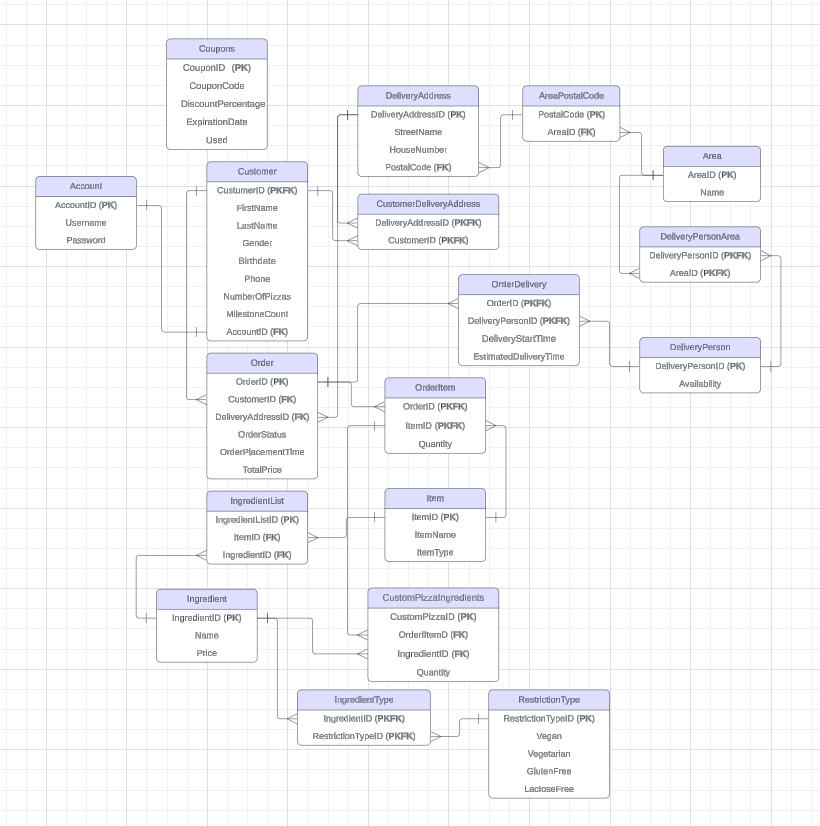 Coupons
CouponID (PK)
CouponCode
DiscountPercentage
ExpirationDate
Used
DeliveryAddress
DeliveryAddressID (PK)
StreetName
HouseNumber
PostalCode (FK)
AreaPostalCode
PostalCode (PK)
AreaID (FK)
Area
AreaID (PK)
Name
Account
AccountID (PK)
Username
Password
Customer
CustumerID (PKFK)
FirstName
LastName
Gender
Birthdate
Phone
NumberOfPizzas
MilestoneCount
AccountID (FK)
CustomerDeliveryAddress
DeliveryAddressID (PKFK)
CustomerID (PKFK)
DeliveryPersonArea
DeliveryPersonID (PKFK)
AreaID (PKFK)
OrderDelivery
OrderID (PKFK)
DeliveryPersonID (PKFK)
DeliveryStartTime
EstimatedDeliveryTime
DeliveryPerson
DeliveryPersonID (PK)
Availability
Order
OrderID (PK)
CustomerID (FK)
DeliveryAddressID (FK)
OrderStatus
OrderPlacementTime
TotalPrice
OrderItem
OrderID (PKFK)
ItemID (PKFK)
Quantity
IngredientList
IngredientListID (PK)
ItemID (FK)
IngredientID (FK)
Item
ItemID (PK)
ItemName
ItemType
Ingredient
IngredientID (PK)
Name
Price
CustomPizzaIngredients
CustomPizzaID (PK)
OrderIItemD (FK)
IngredientID (FK)
Quantity
IngredientType
IngredientID (PKFK)
RestrictionTypeID (PKFK)
RestrictionType
RestrictionTypeID (PK)
Vegan
Vegetarian
GlutenFree
LactoseFree